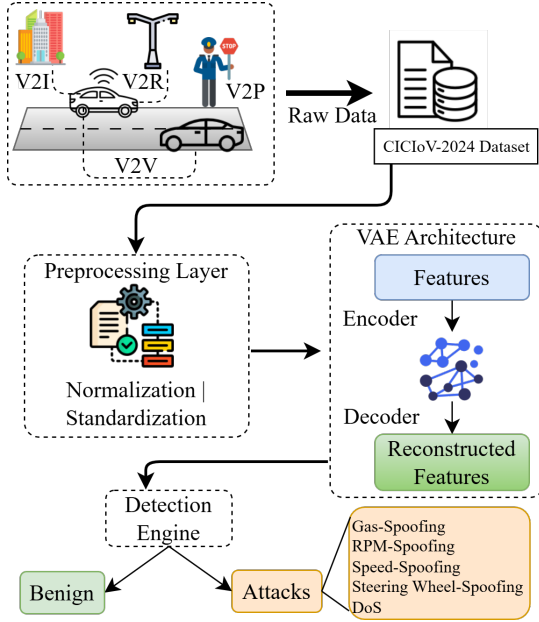 V2I
V2R
STOP
V2P
V2V
Raw Data
CICIoV-2024 Dataset
Preprocessing Layer
Normalization |
Standardization
VAE Architecture
Features
Encoder
Decoder
Reconstructed
Features
Detection
Engine
Benign
Attacks
Gas-Spoofing
RPM-Spoofing
Speed-Spoofing
Steering Wheel-Spoofing
DoS